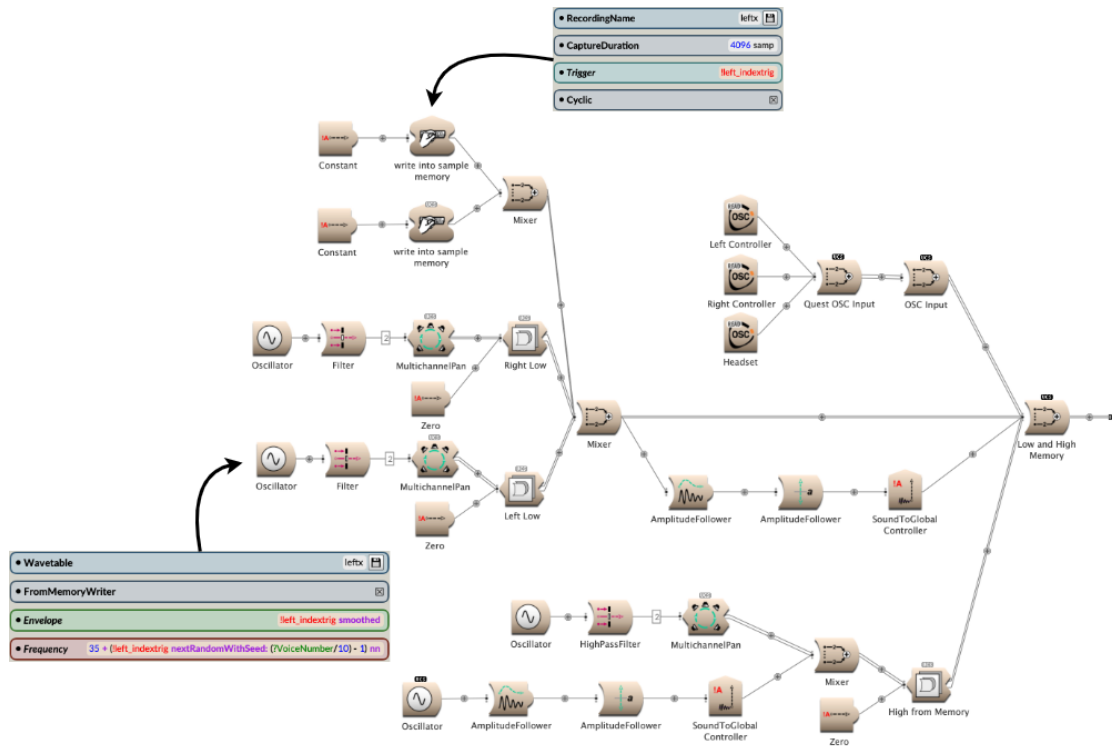 RecordingName leftx
CaptureDuration 4096 samp
Trigger !left_indextrig
Cyclic
Constant
write into sample
memory
Mixer
Constant
write into sample
memory
Left Controller
Right Controller
Quest OSC Input
OSC Input
Headset
Oscillator
Filter
2
MultichannelPan
Right Low
Zero
Mixer
Low and High
Memory
Oscillator
Filter
2
MultichannelPan
Left Low
Zero
AmplitudeFollower
AmplitudeFollower
SoundToGlobal
Controller
Wavetable leftx
FromMemoryWriter
Envelope !left_indextrig smoothed
Frequency 35 + (!left_indextrig nextRandomWithSeed: (?VoiceNumber/10) - 1) nn
Oscillator
HighPassFilter
2
MultichannelPan
Mixer
Oscillator
AmplitudeFollower
AmplitudeFollower
SoundToGlobal
Controller
Zero
High from Memory